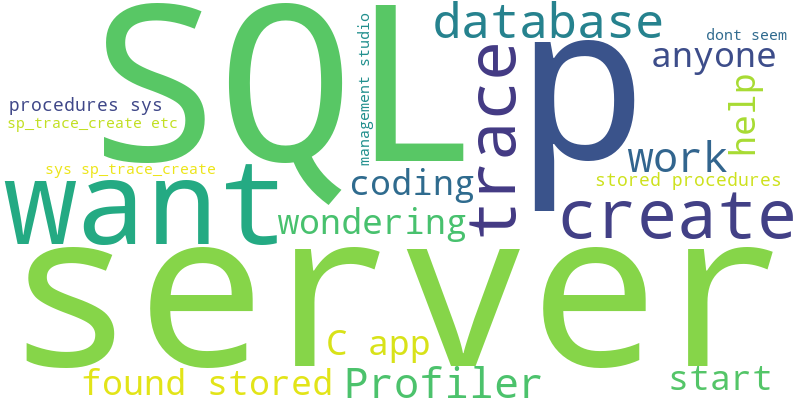 SQL
p
database
dont seem
anyone
management studio
trace
help
procedures sys
sp_trace_create etc
work
sys sp_trace_create
want
coding
stored procedures
wondering
create
server
C app
found stored
Profiler
start